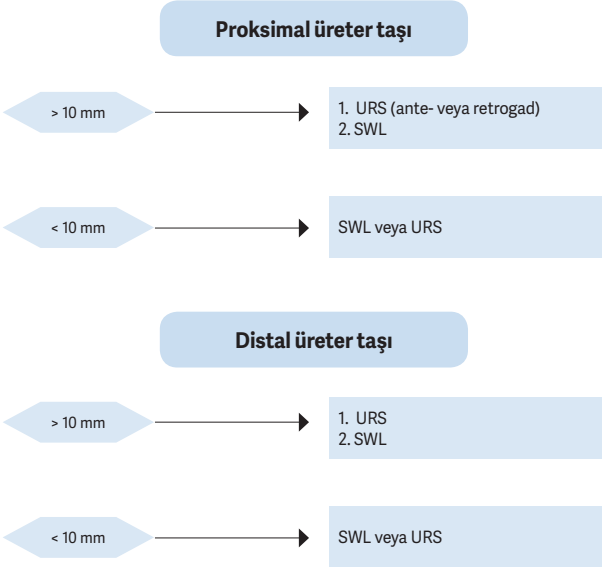 Proksimal üreter taşı
> 10 mm
1. URS (ante- veya retrogad)
2. SWL
< 10 mm
SWL veya URS
Distal üreter taşı
> 10 mm
1. URS
2. SWL
< 10 mm
SWL veya URS